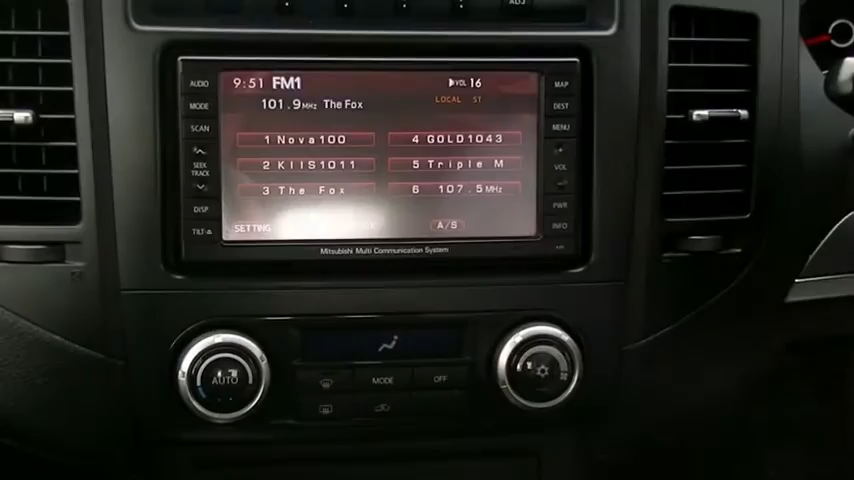 ADJ
AUDIO
MODE
SCAN
SEEK
TRACK
DISP
TILT
9:51 FM1
VOL 16
101.9MHz The Fox
LOCAL ST
1 Nova100
4 GOLD1043
2 KIIS1011
5 Triple M
3 The Fox
6 107.5MHz
SETTING
A/S
MAP
DEST
MENU
VOL
PWR
INFO
Mitsubishi Multi Communication System
AUTO
MODE
OFF